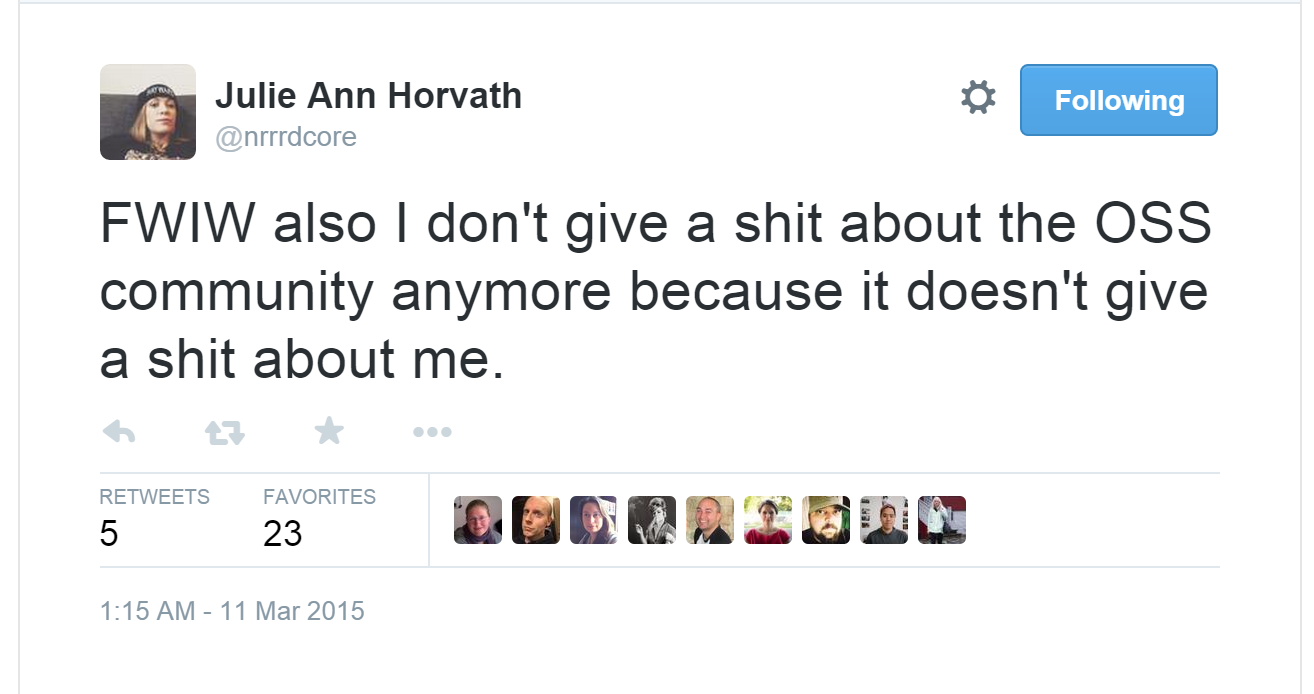 Julie Ann Horvath
@nrrrdcore
Following
FWIW also I don't give a shit about the OSS
community anymore because it doesn't give
a shit about me.
RETWEETS
5
FAVORITES
23
1:15 AM - 11 Mar 2015